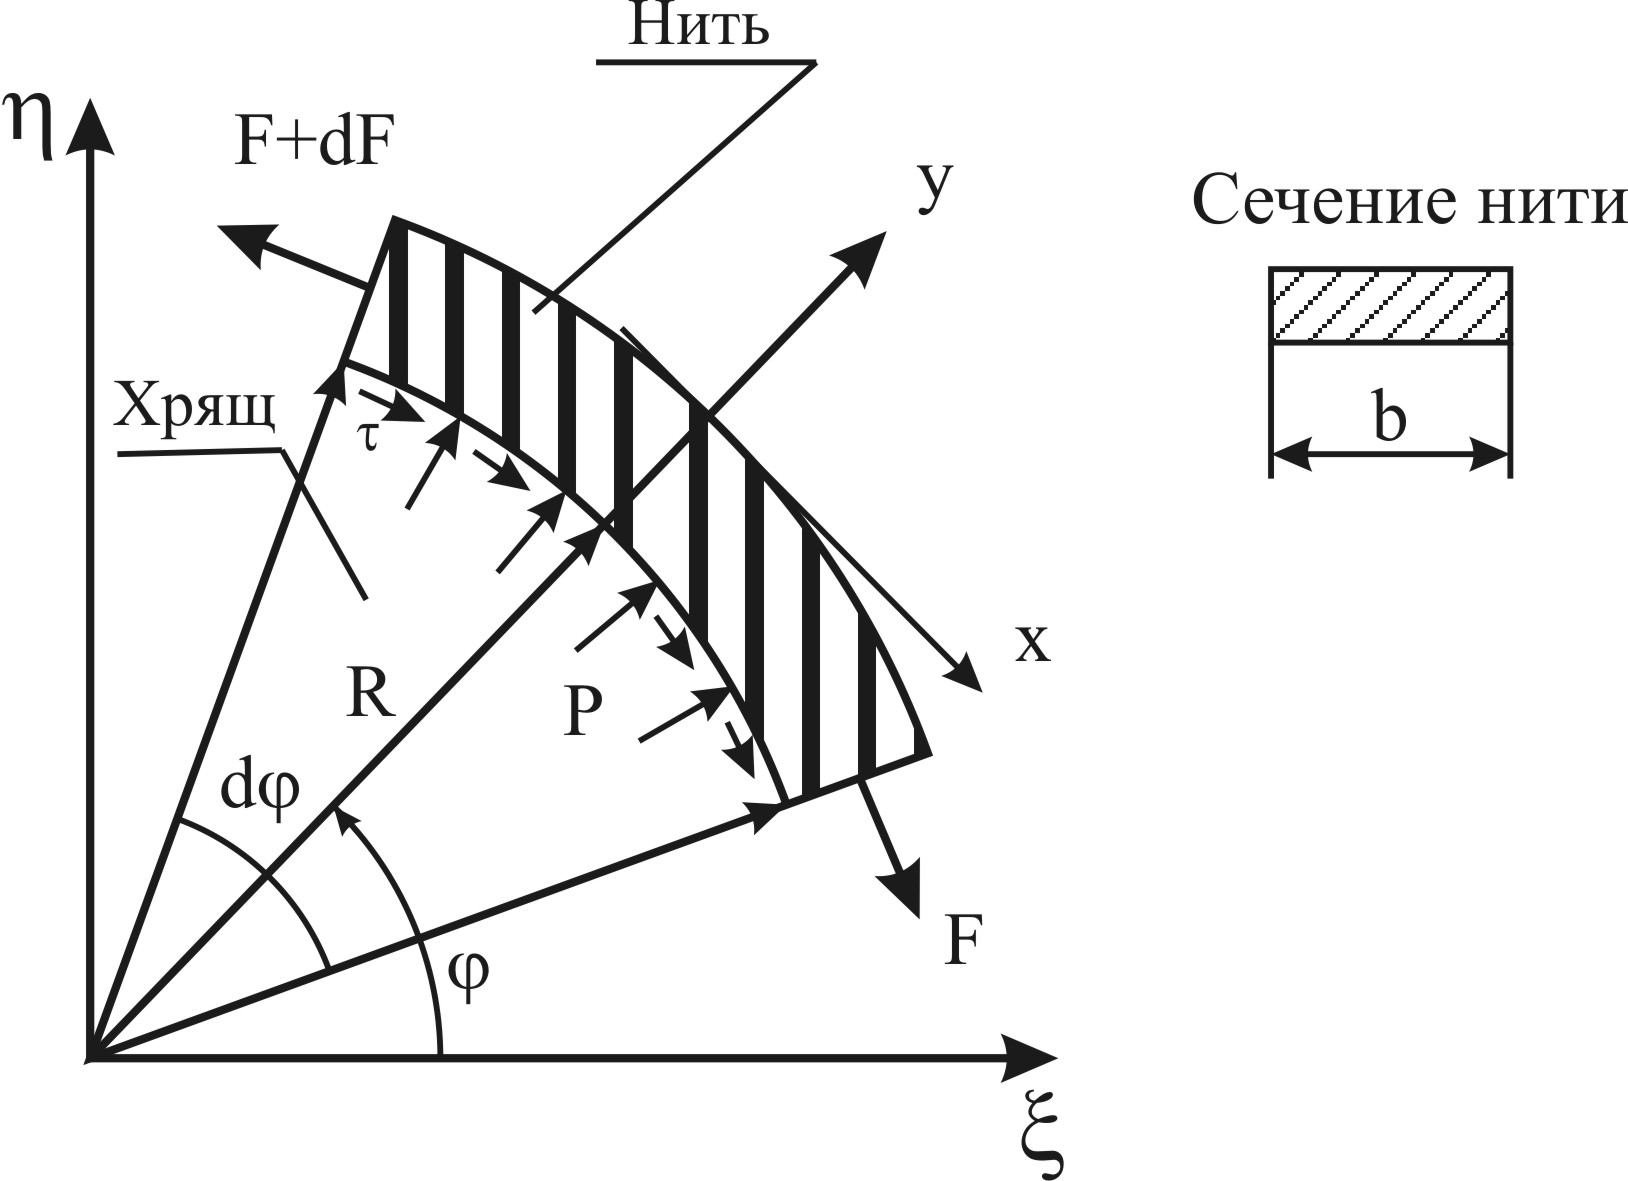 Нить
η
F+dF
y
Сечение нити
Хрящ
τ
b
x
R
P
dφ
F
φ
ξ